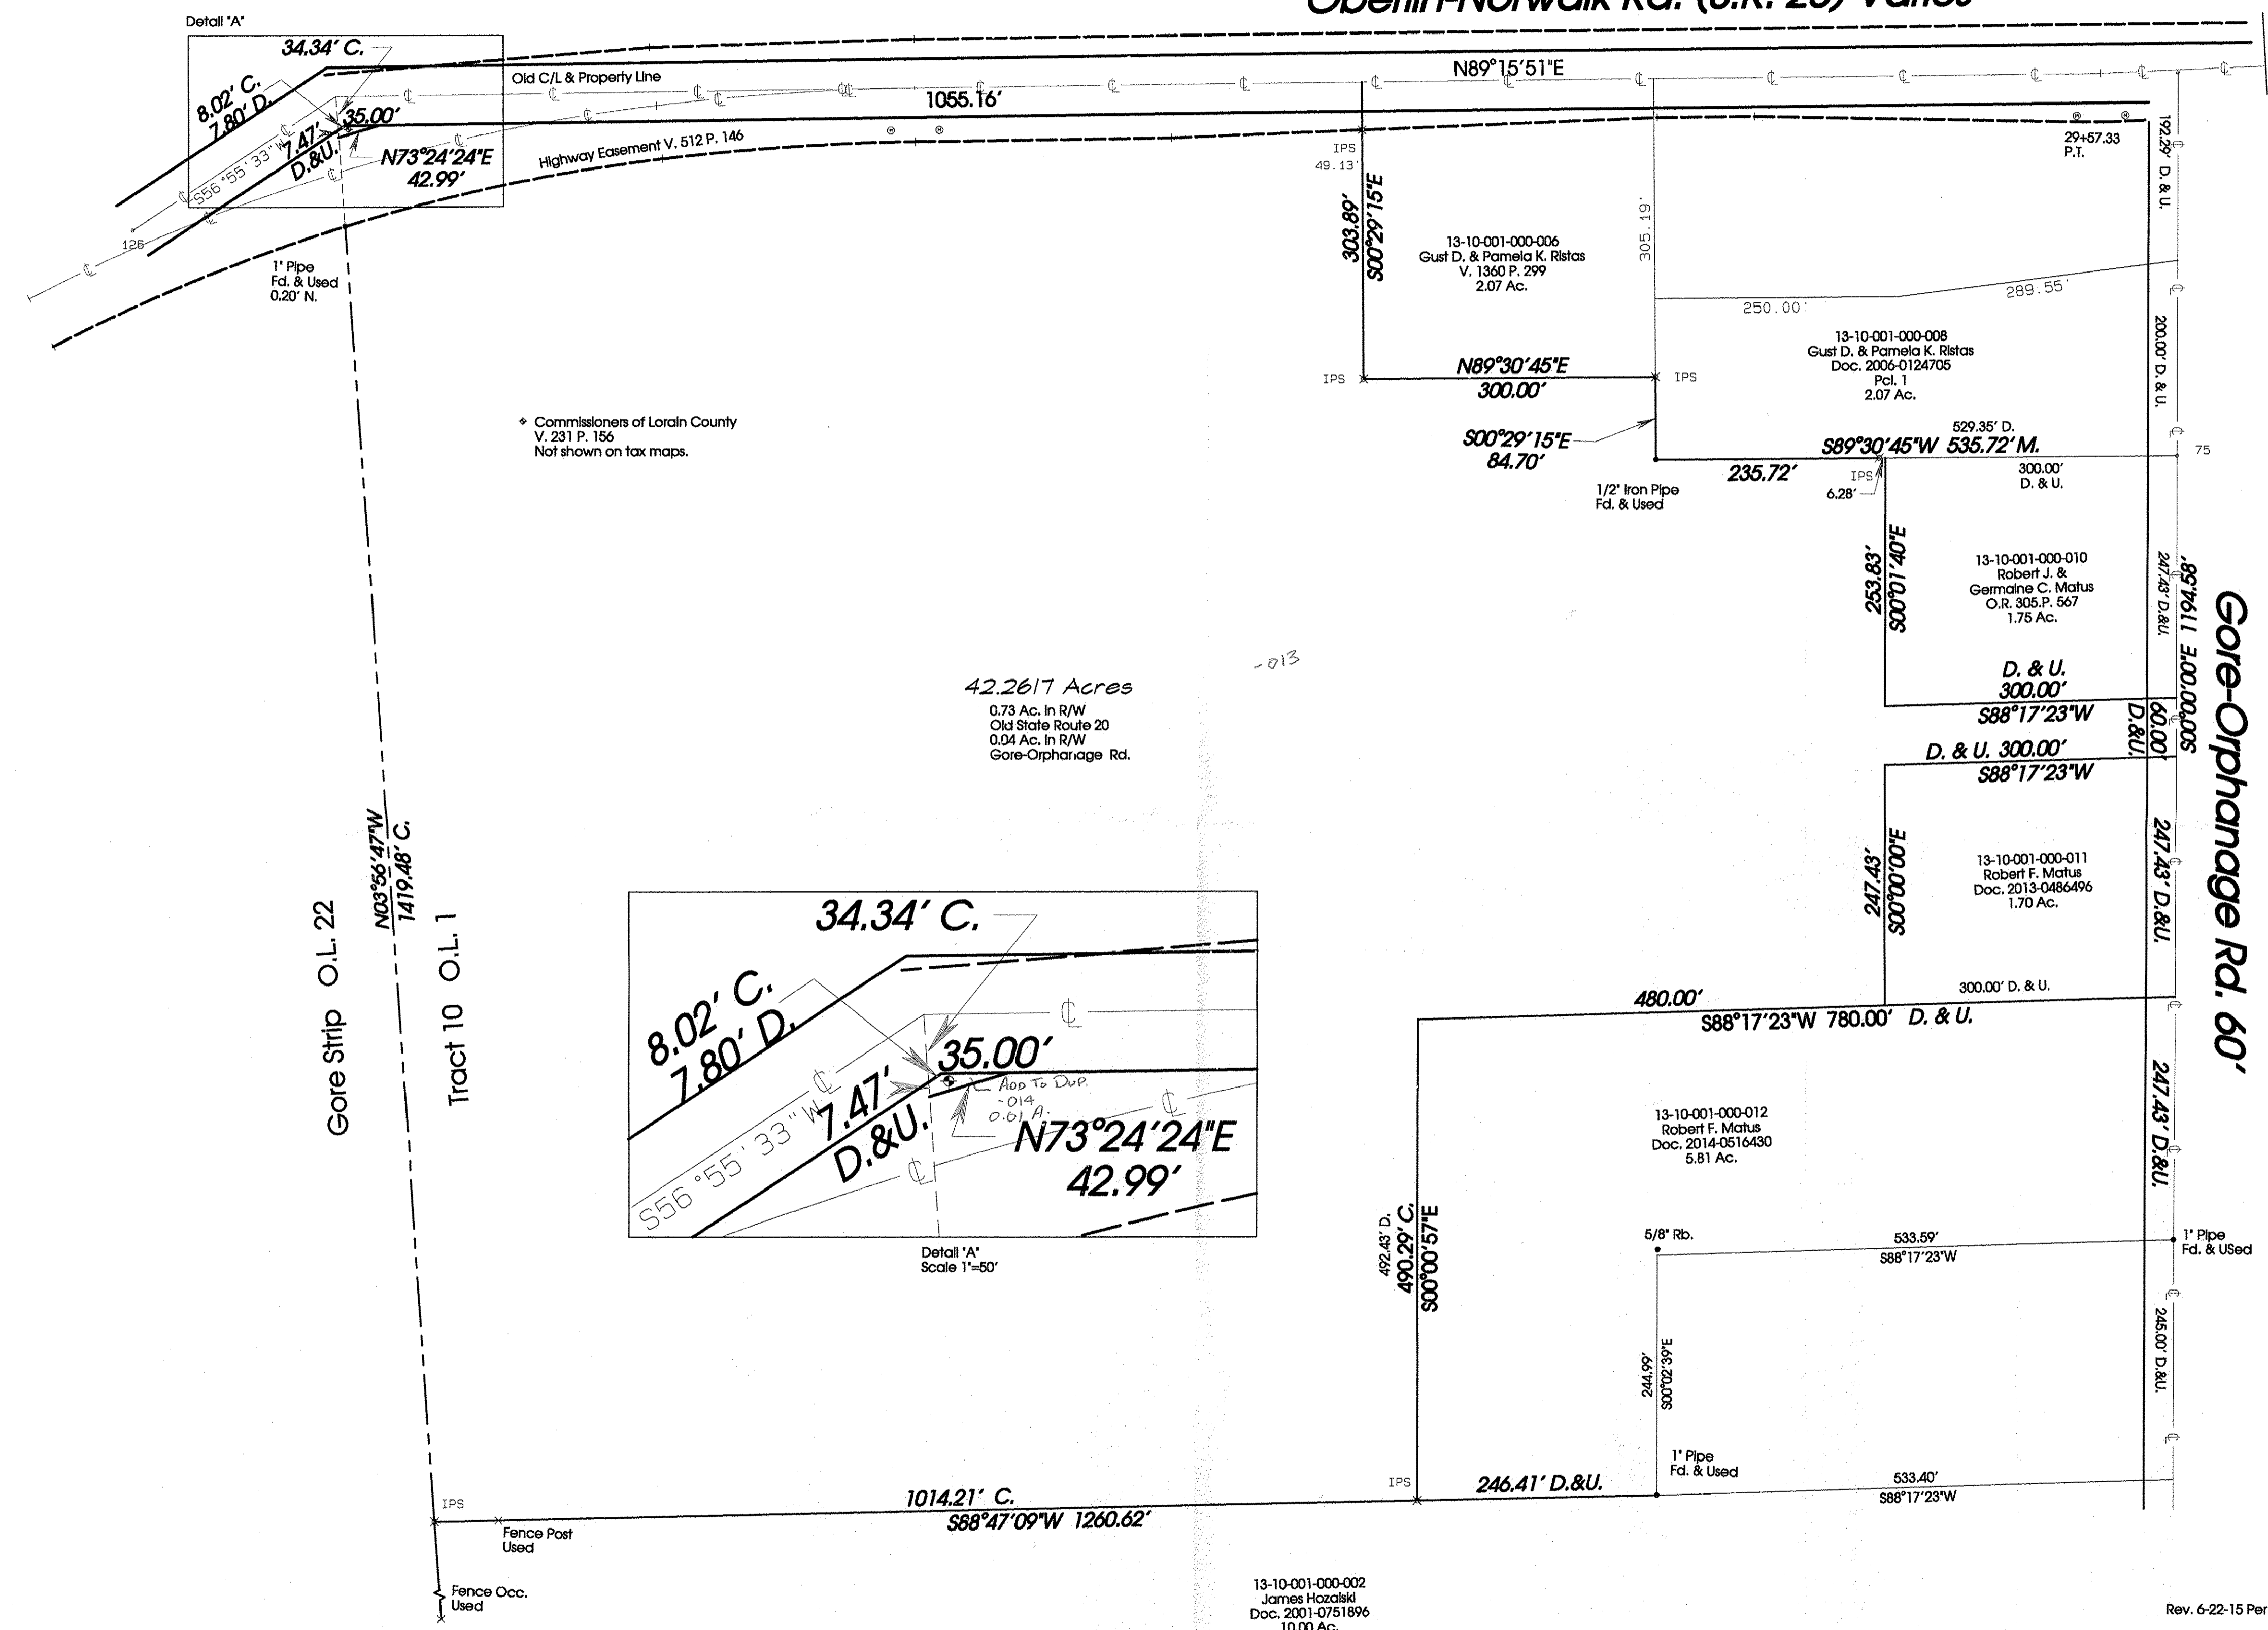 Oberlin-Norwalk Rd. (S.R. 20) Varies
Detail "A"
34.34' C.
8.02' C.
7.80' D.
Old C/L & Property Line
N89°15'51"E
1055.16'
35.00'
7.47'
D.&U.
S56°55'33"W
N73°24'24"E
42.99'
Highway Easement V. 512 P. 146
126
1" Pipe
Fd. & Used
0.20' N.
IPS
49.13'
303.89'
S00°29'15"E
305.19'
29+57.33
P.T.
192.29' D. & U.
13-10-001-000-006
Gust D. & Pamela K. Ristas
V. 1360 P. 299
2.07 Ac.
250.00'
289.55'
13-10-001-000-008
Gust D. & Pamela K. Ristas
Doc. 2006-0124705
Pcl. 1
2.07 Ac.
200.00' D. & U.
IPS
N89°30'45"E
300.00'
IPS
Commissioners of Lorain County
V. 231 P. 156
Not shown on tax maps.
S00°29'15"E
84.70'
529.35' D.
S89°30'45"W 535.72' M.
75
235.72'
IPS
6.28'
300.00'
D. & U.
1/2" Iron Pipe
Fd. & Used
253.83'
S00°01'40"E
13-10-001-000-010
Robert J. &
Germaine C. Matus
O.R. 305.P. 567
1.75 Ac.
247.43' D.&U.
S00°00'00"E 1194.58'
Gore-Orphanage Rd. 60'
-013
42.2617 Acres
0.73 Ac. In R/W
Old State Route 20
0.04 Ac. In R/W
Gore-Orphanage Rd.
D. & U.
300.00'
S88°17'23"W
60.00'
D.&U.
D. & U. 300.00'
S88°17'23"W
247.43'
S00°00'00"E
13-10-001-000-011
Robert F. Matus
Doc. 2013-0486496
1.70 Ac.
247.43' D.&U.
N03°56'47"W
1419.48' C.
Gore Strip O.L. 22
Tract 10 O.L. 1
34.34' C.
8.02' C.
7.80' D.
35.00'
7.47'
D.&U.
S56°55'33"W
Add To Dup.
-014
0.01 A.
N73°24'24"E
42.99'
Detail "A"
Scale 1"=50'
480.00'
300.00' D. & U.
S88°17'23"W 780.00' D. & U.
13-10-001-000-012
Robert F. Matus
Doc. 2014-0516430
5.81 Ac.
247.43' D.&U.
492.43' D.
490.29' C.
S00°00'57"E
5/8" Rb.
533.59'
S88°17'23"W
1" Pipe
Fd. & USed
244.99'
S00°02'39"E
245.00' D.&U.
1" Pipe
Fd. & Used
IPS
246.41' D.&U.
533.40'
S88°17'23"W
IPS
1014.21' C.
S88°47'09"W 1260.62'
Fence Post
Used
Fence Occ.
Used
13-10-001-000-002
James Hozalski
Doc. 2001-0751896
10.00 Ac.
Rev. 6-22-15 Per